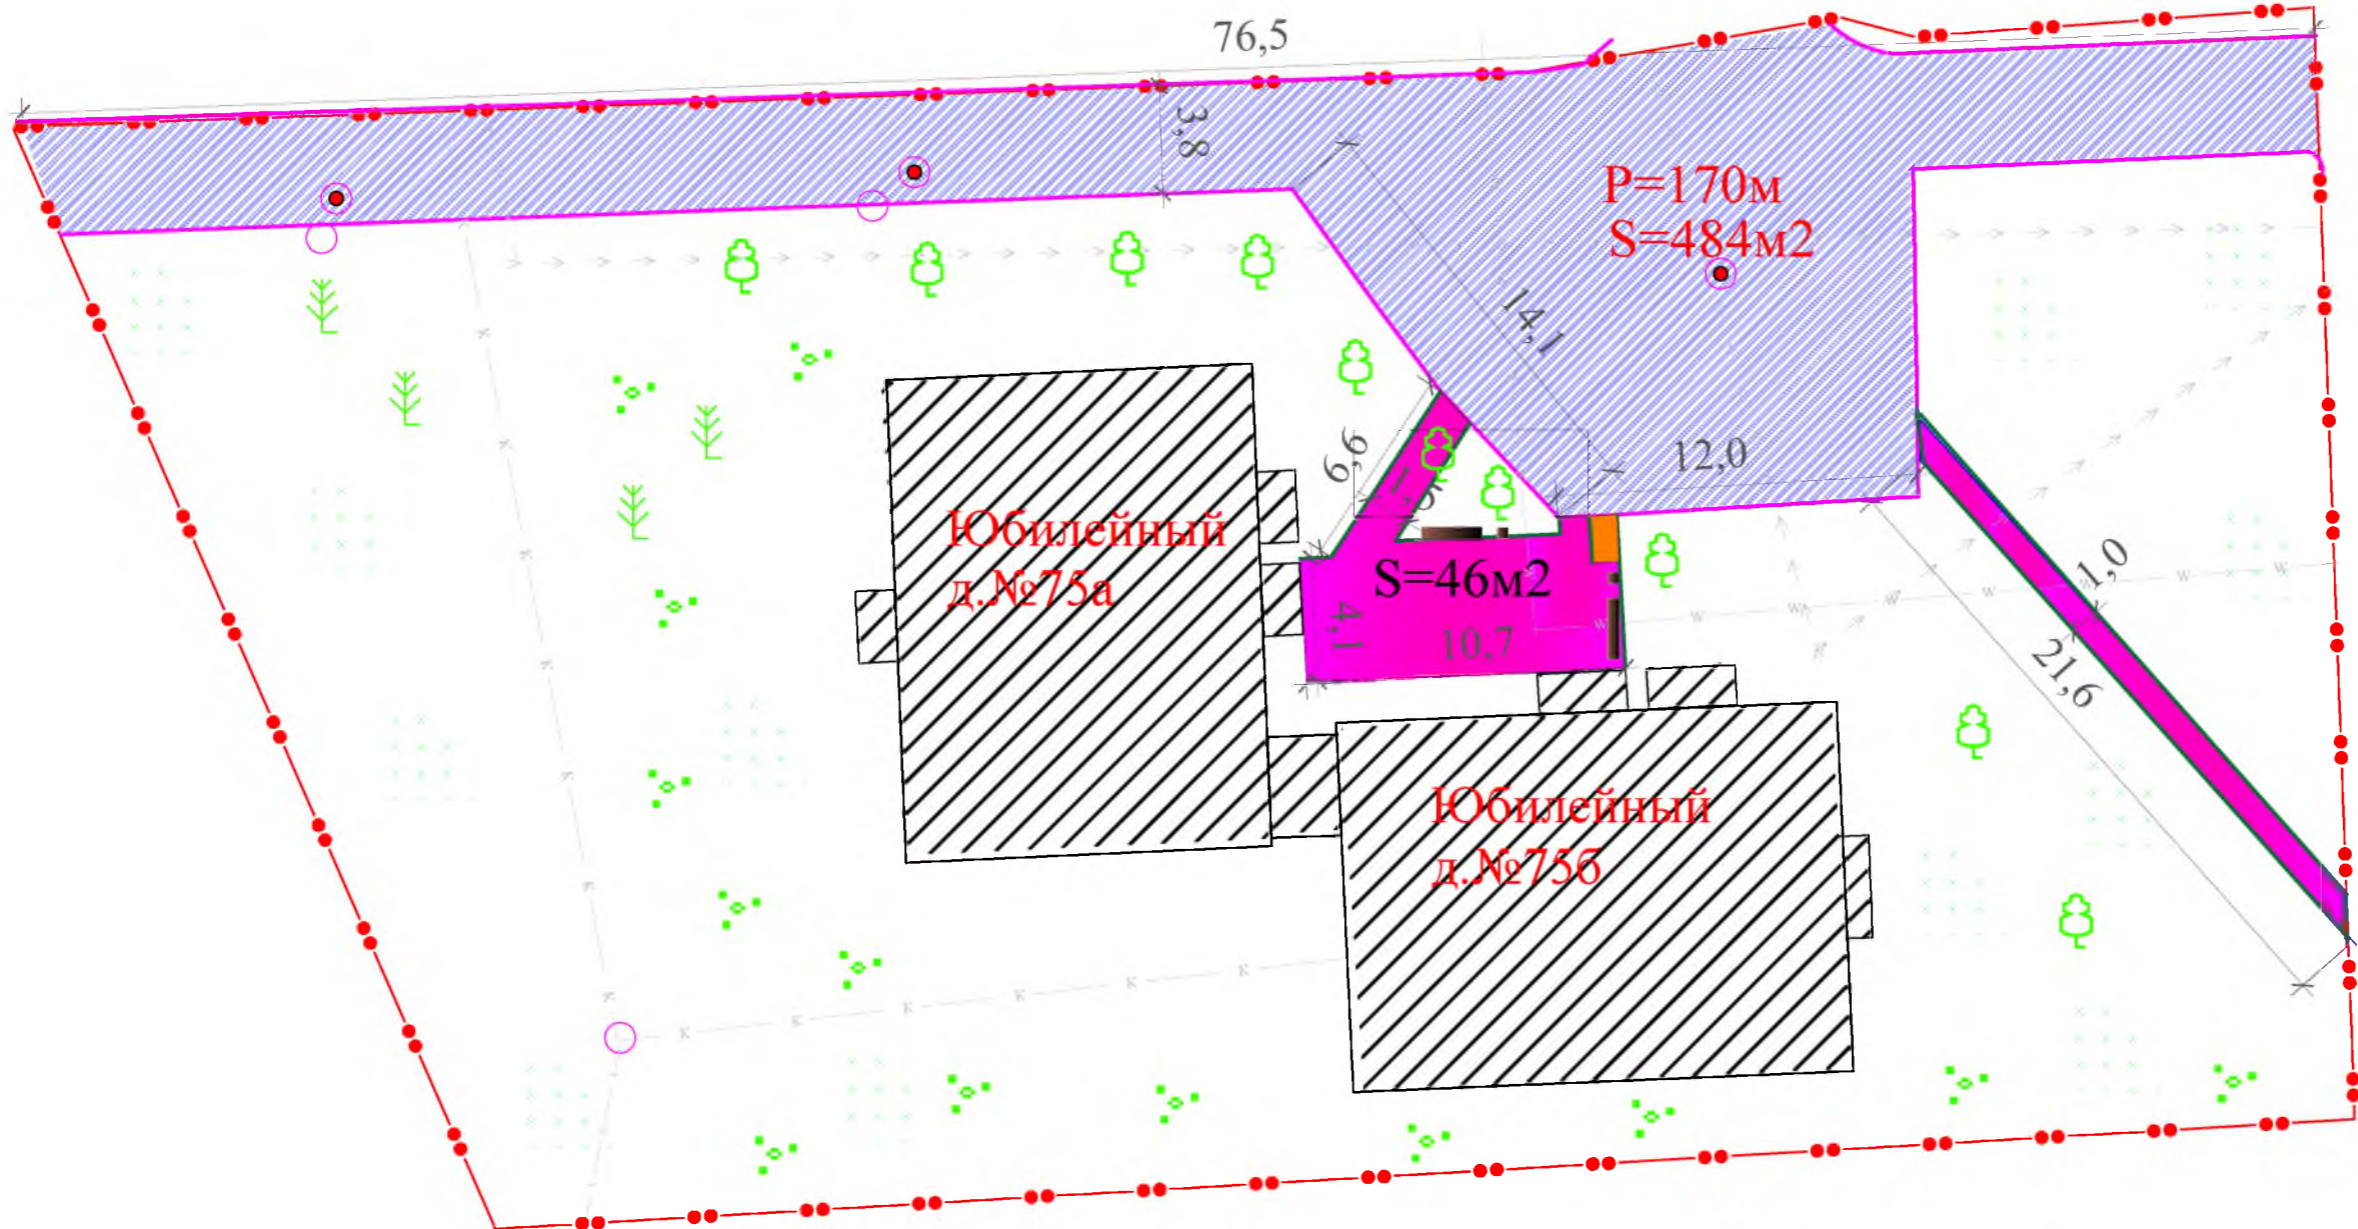 76,5
3,8
P=170м
S=484м2
14,1
12,0
6,6
Юбилейный
д.№75а
S=46м2
4,1
10,7
1,0
21,6
Юбилейный
д.№75б